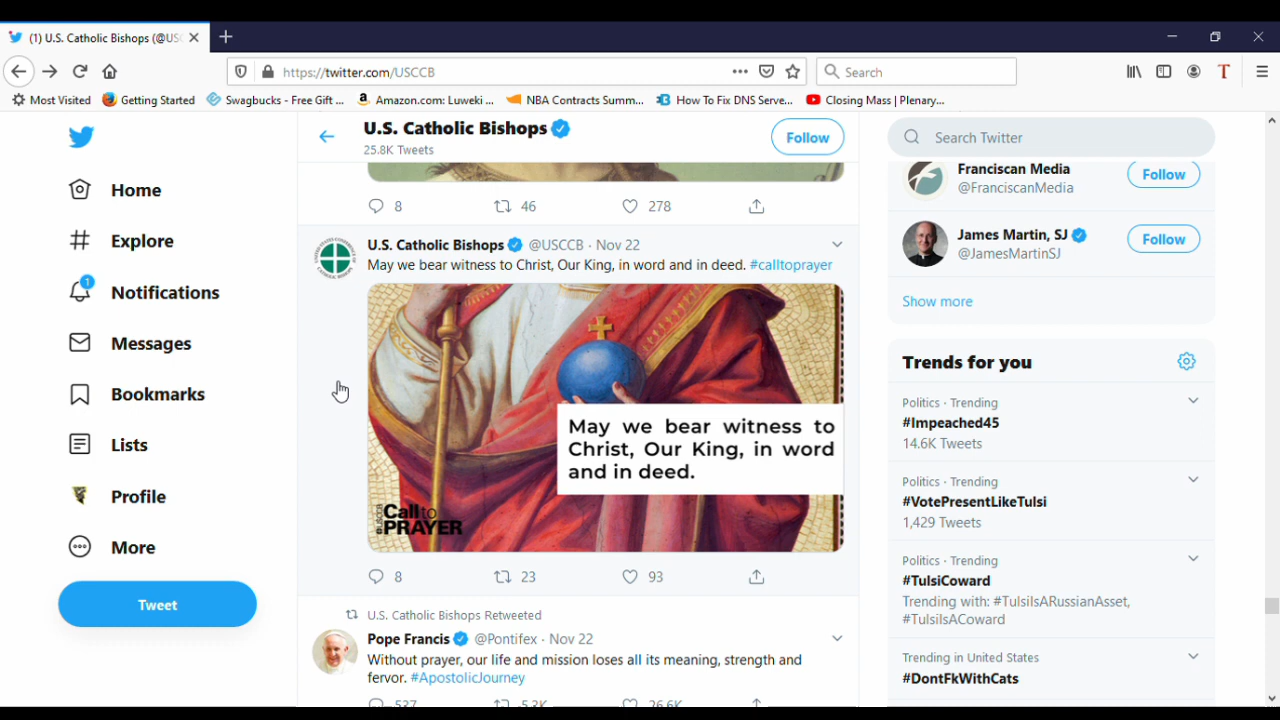 (1) U.S. Catholic Bishops (@US
https://twitter.com/USCCB
Search
Most Visited
Getting Started
Swagbucks - Free Gift ...
Amazon.com: Luweki ...
NBA Contracts Summ...
How To Fix DNS Serve...
Closing Mass | Plenary...
Home
Explore
1
Notifications
Messages
Bookmarks
Lists
Profile
More
Tweet
U.S. Catholic Bishops
25.8K Tweets
Follow
8 46 278
U.S. Catholic Bishops @USCCB · Nov 22
May we bear witness to Christ, Our King, in word and in deed. #calltoprayer
May we bear witness to
Christ, Our King, in word
and in deed.
Call to
PRAYER
8 23 93
U.S. Catholic Bishops Retweeted
Pope Francis @Pontifex · Nov 22
Without prayer, our life and mission loses all its meaning, strength and
fervor. #ApostolicJourney
537 5.3K 26.6K
Search Twitter
Franciscan Media
@FranciscanMedia
Follow
James Martin, SJ
@JamesMartinSJ
Follow
Show more
Trends for you
Politics · Trending
#Impeached45
14.6K Tweets
Politics · Trending
#VotePresentLikeTulsi
1,429 Tweets
Politics · Trending
#TulsiCoward
Trending with: #TulsiIsARussianAsset,
#TulsiIsACoward
Trending in United States
#DontFkWithCats